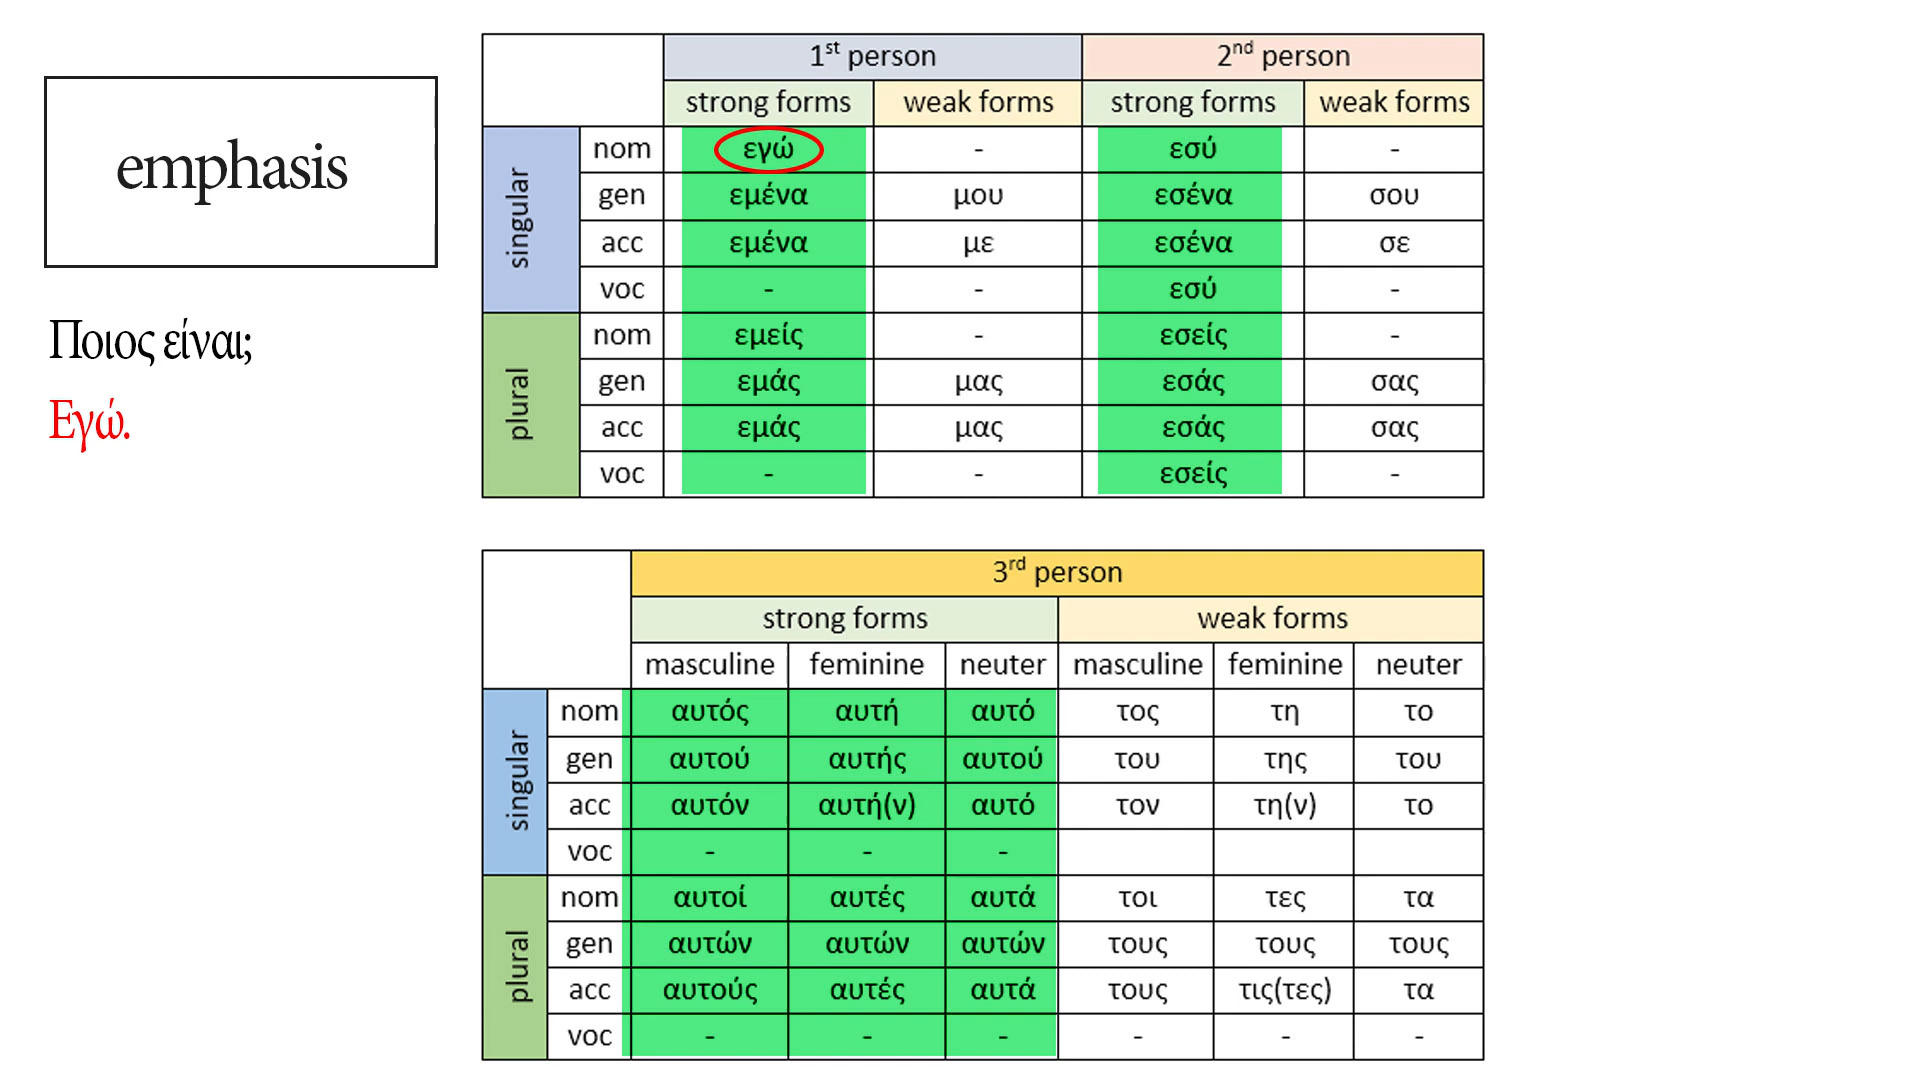 emphasis
Ποιος είναι;
Εγώ.
1st person 2nd person
strong forms weak forms strong forms weak forms
singular
nom εγώ - εσύ -
gen εμένα μου εσένα σου
acc εμένα με εσένα σε
voc - - εσύ -
plural
nom εμείς - εσείς -
gen εμάς μας εσάς σας
acc εμάς μας εσάς σας
voc - - εσείς -
3rd person
strong forms weak forms
masculine feminine neuter masculine feminine neuter
singular
nom αυτός αυτή αυτό τος τη το
gen αυτού αυτής αυτού του της του
acc αυτόν αυτή(ν) αυτό τον τη(ν) το
voc - - -
plural
nom αυτοί αυτές αυτά τοι τες τα
gen αυτών αυτών αυτών τους τους τους
acc αυτούς αυτές αυτά τους τις(τες) τα
voc - - - - - -